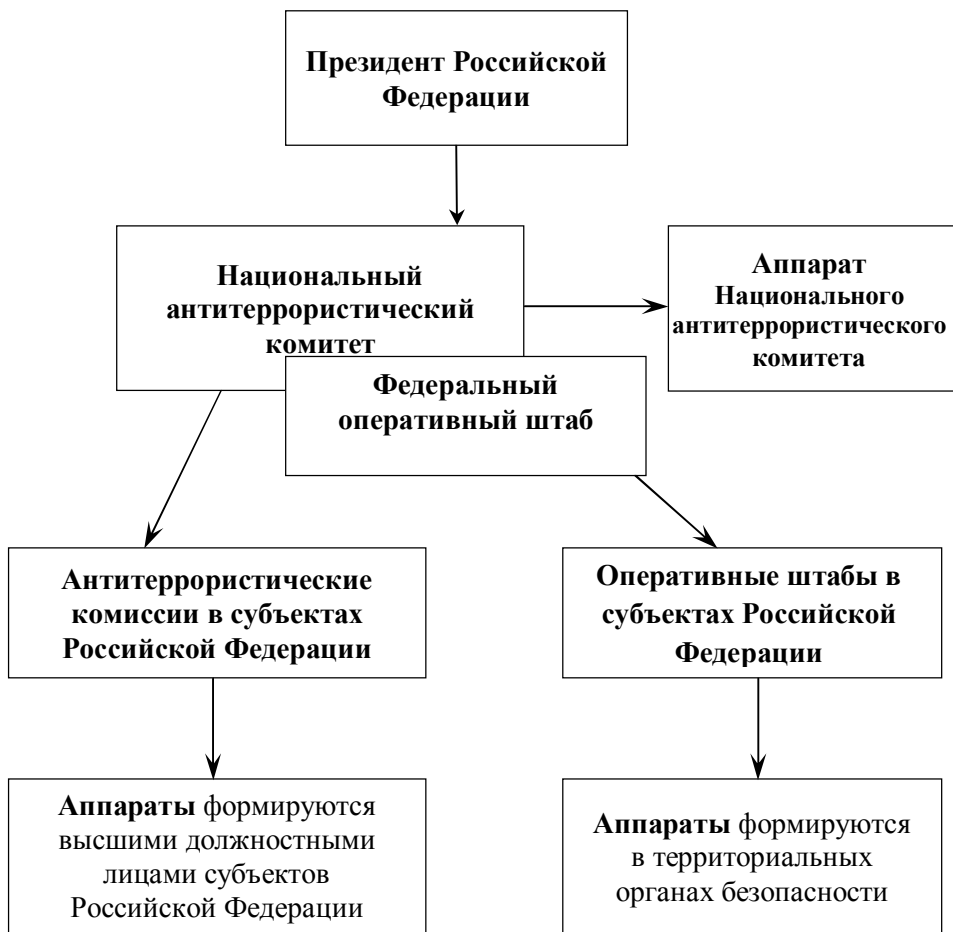 Президент Российской
Федерации
Национальный
антитеррористический
комитет
Аппарат
Национального
антитеррористического
комитета
Федеральный
оперативный штаб
Антитеррористические
комиссии в субъектах
Российской Федерации
Оперативные штабы в
субъектах Российской
Федерации
Аппараты формируются
высшими должностными
лицами субъектов
Российской Федерации
Аппараты формируются
в территориальных
органах безопасности